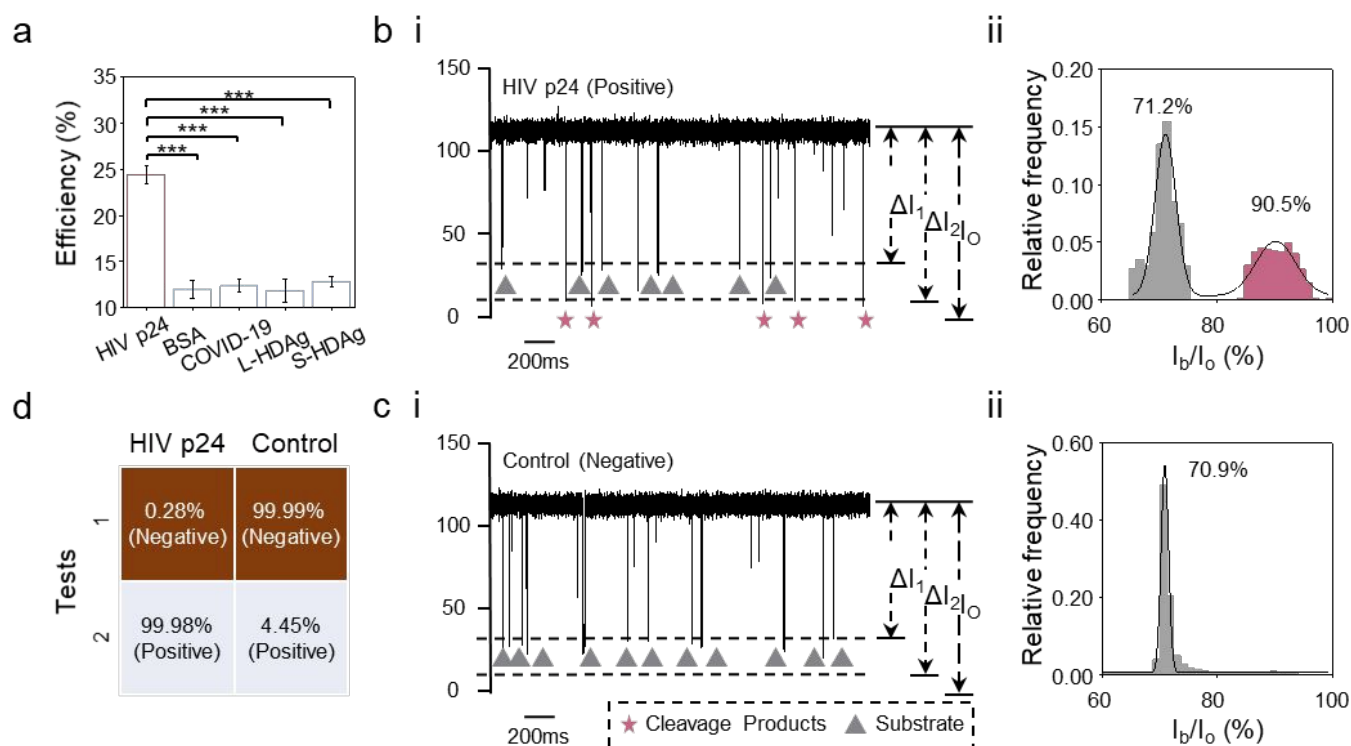 a
Efficiency (%)
35
30
25
20
15
10
***
***
***
***
HIV p24
BSA
COVID-19
L-HDAg
S-HDAg
b i
150
100
50
0
HIV p24 (Positive)
ΔI1
ΔI2
IO
200ms
ii
Relative frequency
0.20
0.15
0.10
0.05
0.00
71.2%
90.5%
60 80 100
Ib/Io (%)
d
HIV p24 Control
Tests
1
0.28%
(Negative)
99.99%
(Negative)
2
99.98%
(Positive)
4.45%
(Positive)
c i
150
100
50
0
Control (Negative)
ΔI1
ΔI2
IO
200ms
Cleavage Products Substrate
ii
Relative frequency
0.60
0.40
0.20
0.00
70.9%
60 80 100
Ib/Io (%)